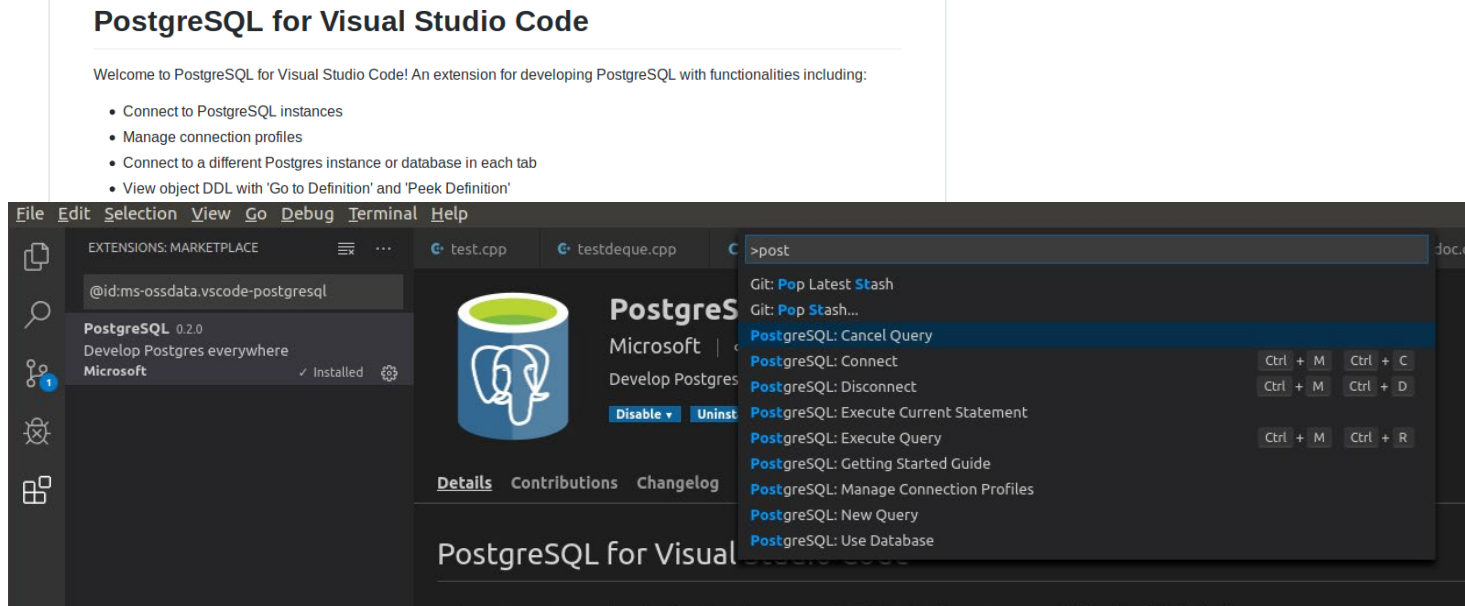 PostgreSQL for Visual Studio Code
Welcome to PostgreSQL for Visual Studio Code! An extension for developing PostgreSQL with functionalities including:
• Connect to PostgreSQL instances
• Manage connection profiles
• Connect to a different Postgres instance or database in each tab
• View object DDL with 'Go to Definition' and 'Peek Definition'
File Edit Selection View Go Debug Terminal Help
EXTENSIONS: MARKETPLACE
@id:ms-ossdata.vscode-postgresql
PostgreSQL 0.2.0
Develop Postgres everywhere
Microsoft ✓ Installed
1
test.cpp testdeque.cpp
doc.
PostgreS
Microsoft
Develop Postgres
Disable Uninst
Details Contributions Changelog
PostgreSQL for Visual Studio Code
>post
Git: Pop Latest Stash
Git: Pop Stash...
PostgreSQL: Cancel Query
PostgreSQL: Connect Ctrl + M Ctrl + C
PostgreSQL: Disconnect Ctrl + M Ctrl + D
PostgreSQL: Execute Current Statement
PostgreSQL: Execute Query Ctrl + M Ctrl + R
PostgreSQL: Getting Started Guide
PostgreSQL: Manage Connection Profiles
PostgreSQL: New Query
PostgreSQL: Use Database